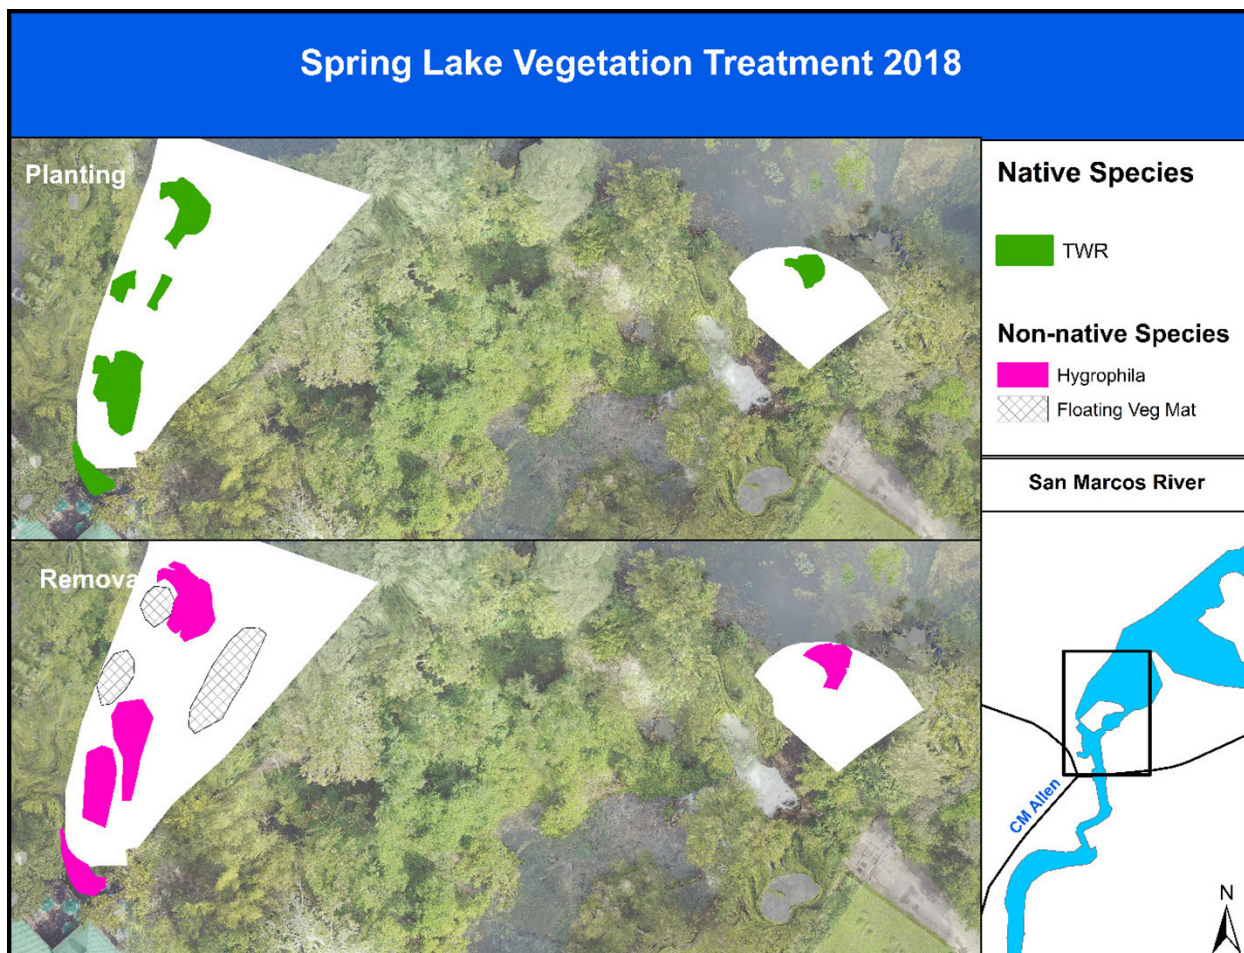 Spring Lake Vegetation Treatment 2018
Planting
Native Species
TWR
Non-native Species
Hygrophila
Floating Veg Mat
San Marcos River
Remova
CM Allen
N